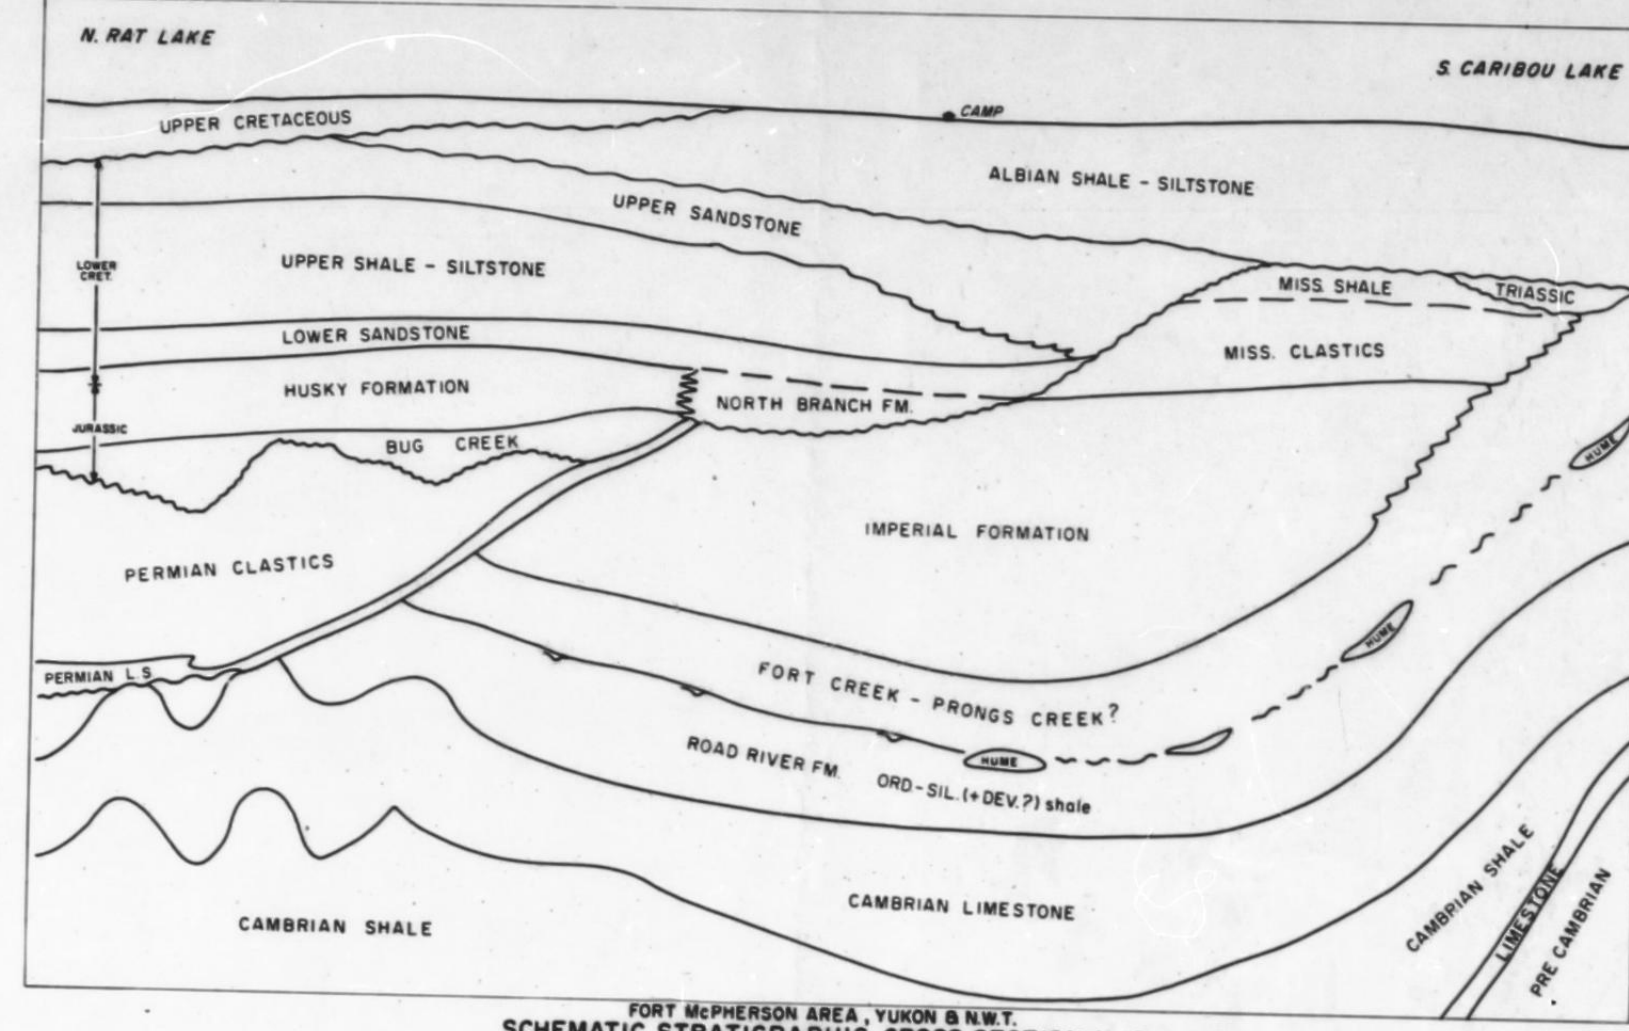 N. RAT LAKE
S. CARIBOU LAKE
CAMP
UPPER CRETACEOUS
ALBIAN SHALE - SILTSTONE
UPPER SANDSTONE
LOWER
CRET.
UPPER SHALE - SILTSTONE
MISS. SHALE
TRIASSIC
LOWER SANDSTONE
MISS. CLASTICS
HUSKY FORMATION
NORTH BRANCH FM.
JURASSIC
BUG CREEK
HUME
IMPERIAL FORMATION
PERMIAN CLASTICS
HUME
PERMIAN L.S
FORT CREEK - PRONGS CREEK?
ROAD RIVER FM.
HUME
ORD.-SIL. (+DEV.?) shale
CAMBRIAN SHALE
LIMESTONE
PRE CAMBRIAN
CAMBRIAN LIMESTONE
CAMBRIAN SHALE
FORT McPHERSON AREA, YUKON & N.W.T.
SCHEMATIC STRATIGRAPHIC CROSS